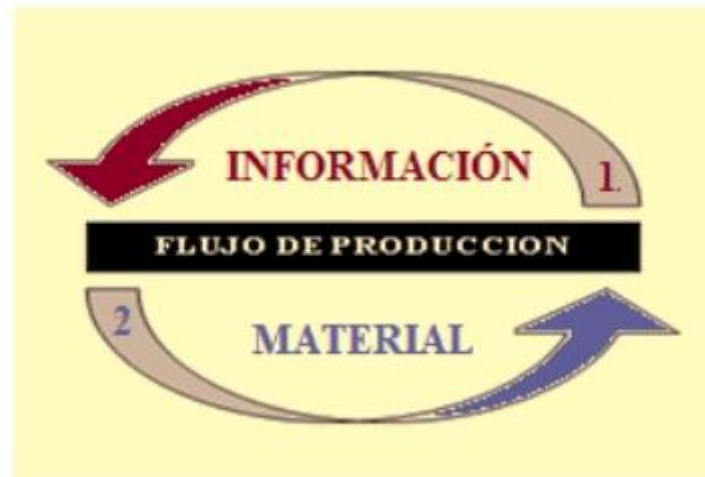 INFORMACIÓN
1.
FLUJO DE PRODUCCION
2
MATERIAL